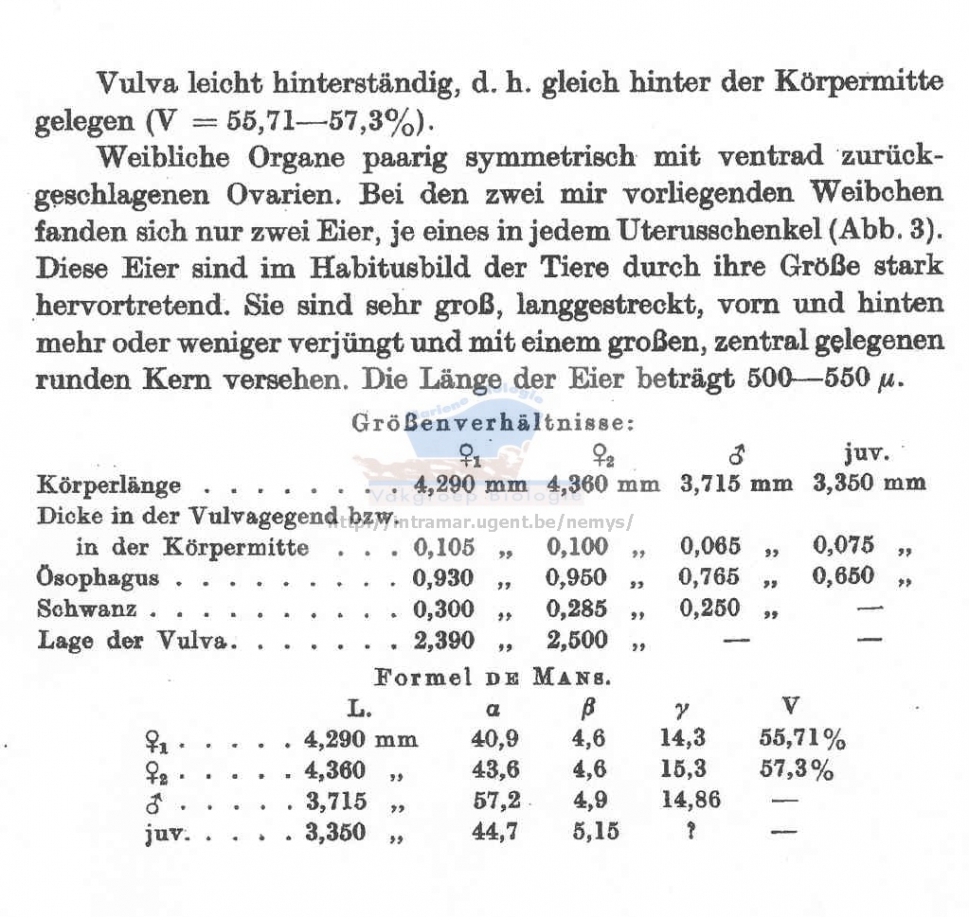 Vulva leicht hinterständig, d. h. gleich hinter der Körpermitte
gelegen (V = 55,71—57,3%).
Weibliche Organe paarig symmetrisch mit ventrad zurück-
geschlagenen Ovarien. Bei den zwei mir vorliegenden Weibchen
fanden sich nur zwei Eier, je eines in jedem Uterusschenkel (Abb. 3).
Diese Eier sind im Habitusbild der Tiere durch ihre Größe stark
hervortretend. Sie sind sehr groß, langgestreckt, vorn und hinten
mehr oder weniger verjüngt und mit einem großen, zentral gelegenen
runden Kern versehen. Die Länge der Eier beträgt 500—550 μ.
Mariene Biologie
Größenverhältnisse:
♀1 ♀2 ♂ juv.
Körperlänge . . . . . . . 4,290 mm 4,360 mm 3,715 mm 3,350 mm
Vakgroep Biologie
Dicke in der Vulvagegend bzw.
http://intramar.ugent.be/nemys/
in der Körpermitte . . . 0,105 „ 0,100 „ 0,065 „ 0,075 „
Ösophagus . . . . . . . . . 0,930 „ 0,950 „ 0,765 „ 0,650 „
Schwanz . . . . . . . . . . 0,300 „ 0,285 „ 0,250 „ —
Lage der Vulva. . . . . . . 2,390 „ 2,500 „ — —
Formel DE MANS.
L. α β γ V
♀1 . . . . . 4,290 mm 40,9 4,6 14,3 55,71%
♀2 . . . . . 4,360 „ 43,6 4,6 15,3 57,3%
♂ . . . . . 3,715 „ 57,2 4,9 14,86 —
juv. . . . . 3,350 „ 44,7 5,15 ? —